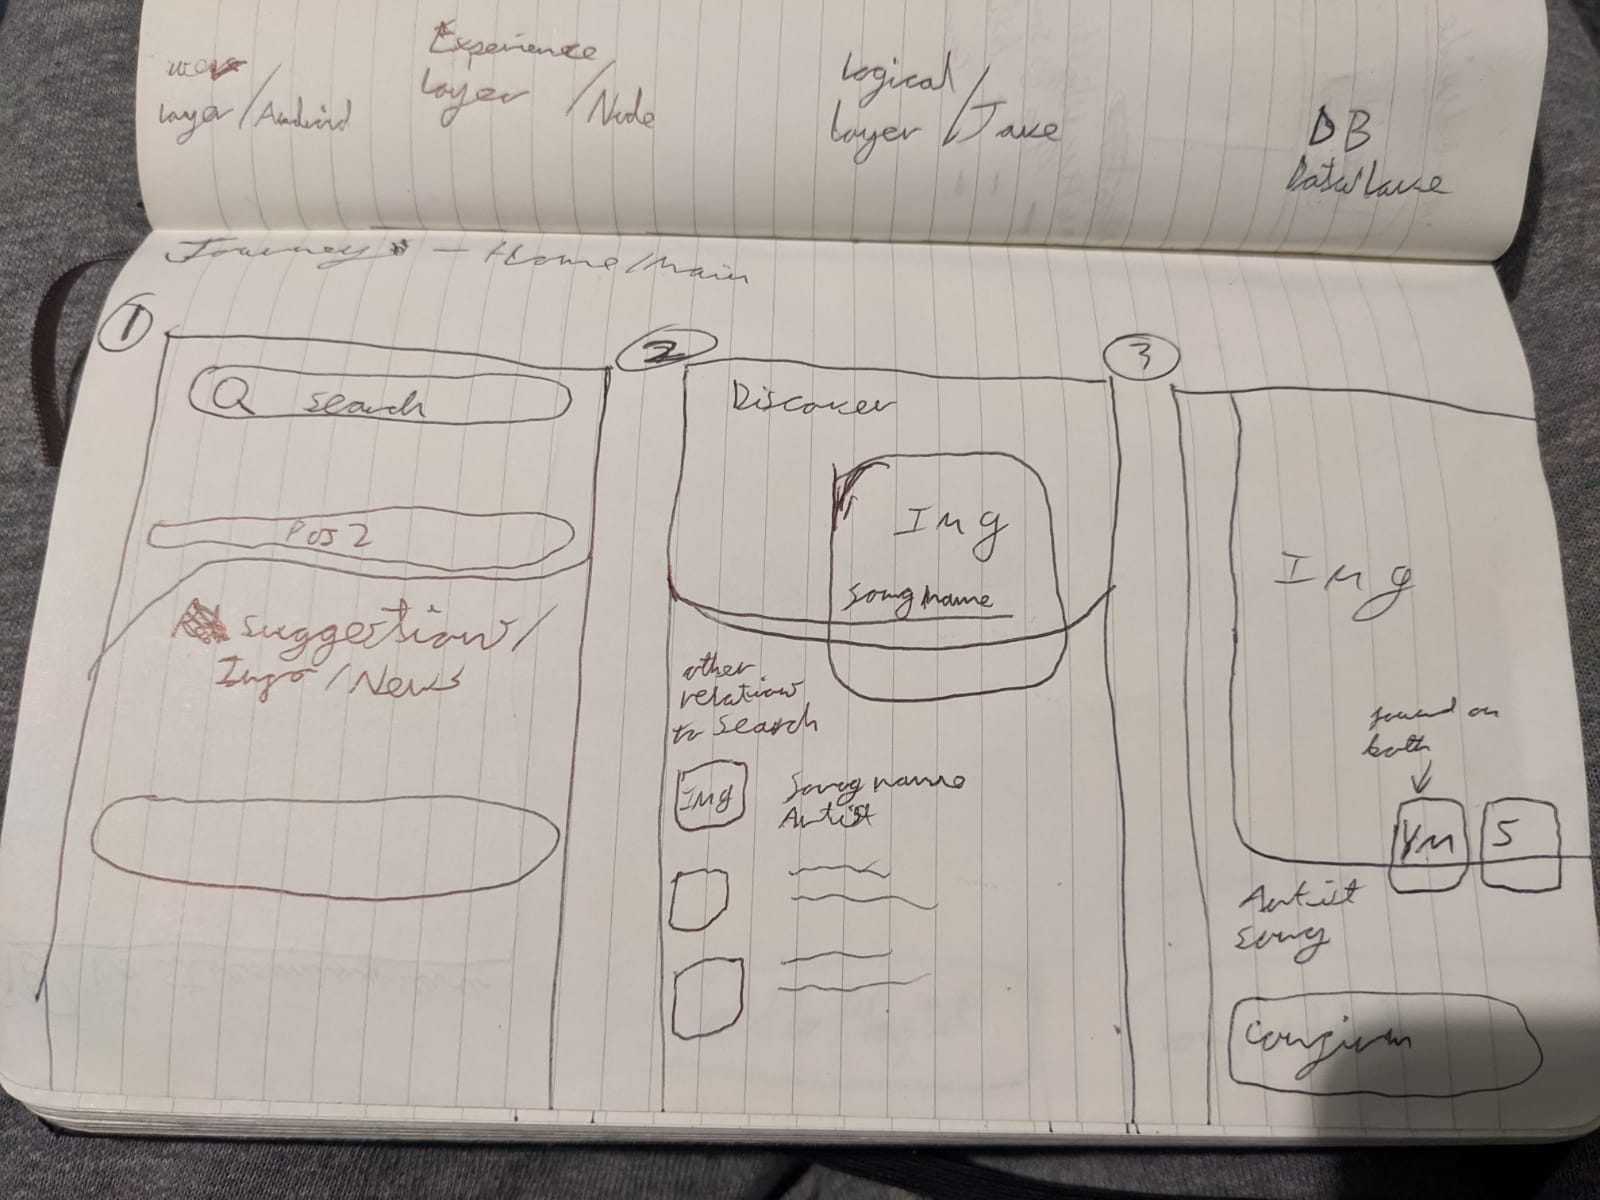 layer / Android
Experience
layer / Node
Logical
layer / Java
DB
Journey - Home/Main
1
Search
Pos 2
Suggestion /
Info / News
2
Discover
Img
Song name
other
relation
to search
Img
Song name
Artist
3
Img
found on
both
YM
S
Artist
Song
Confirm